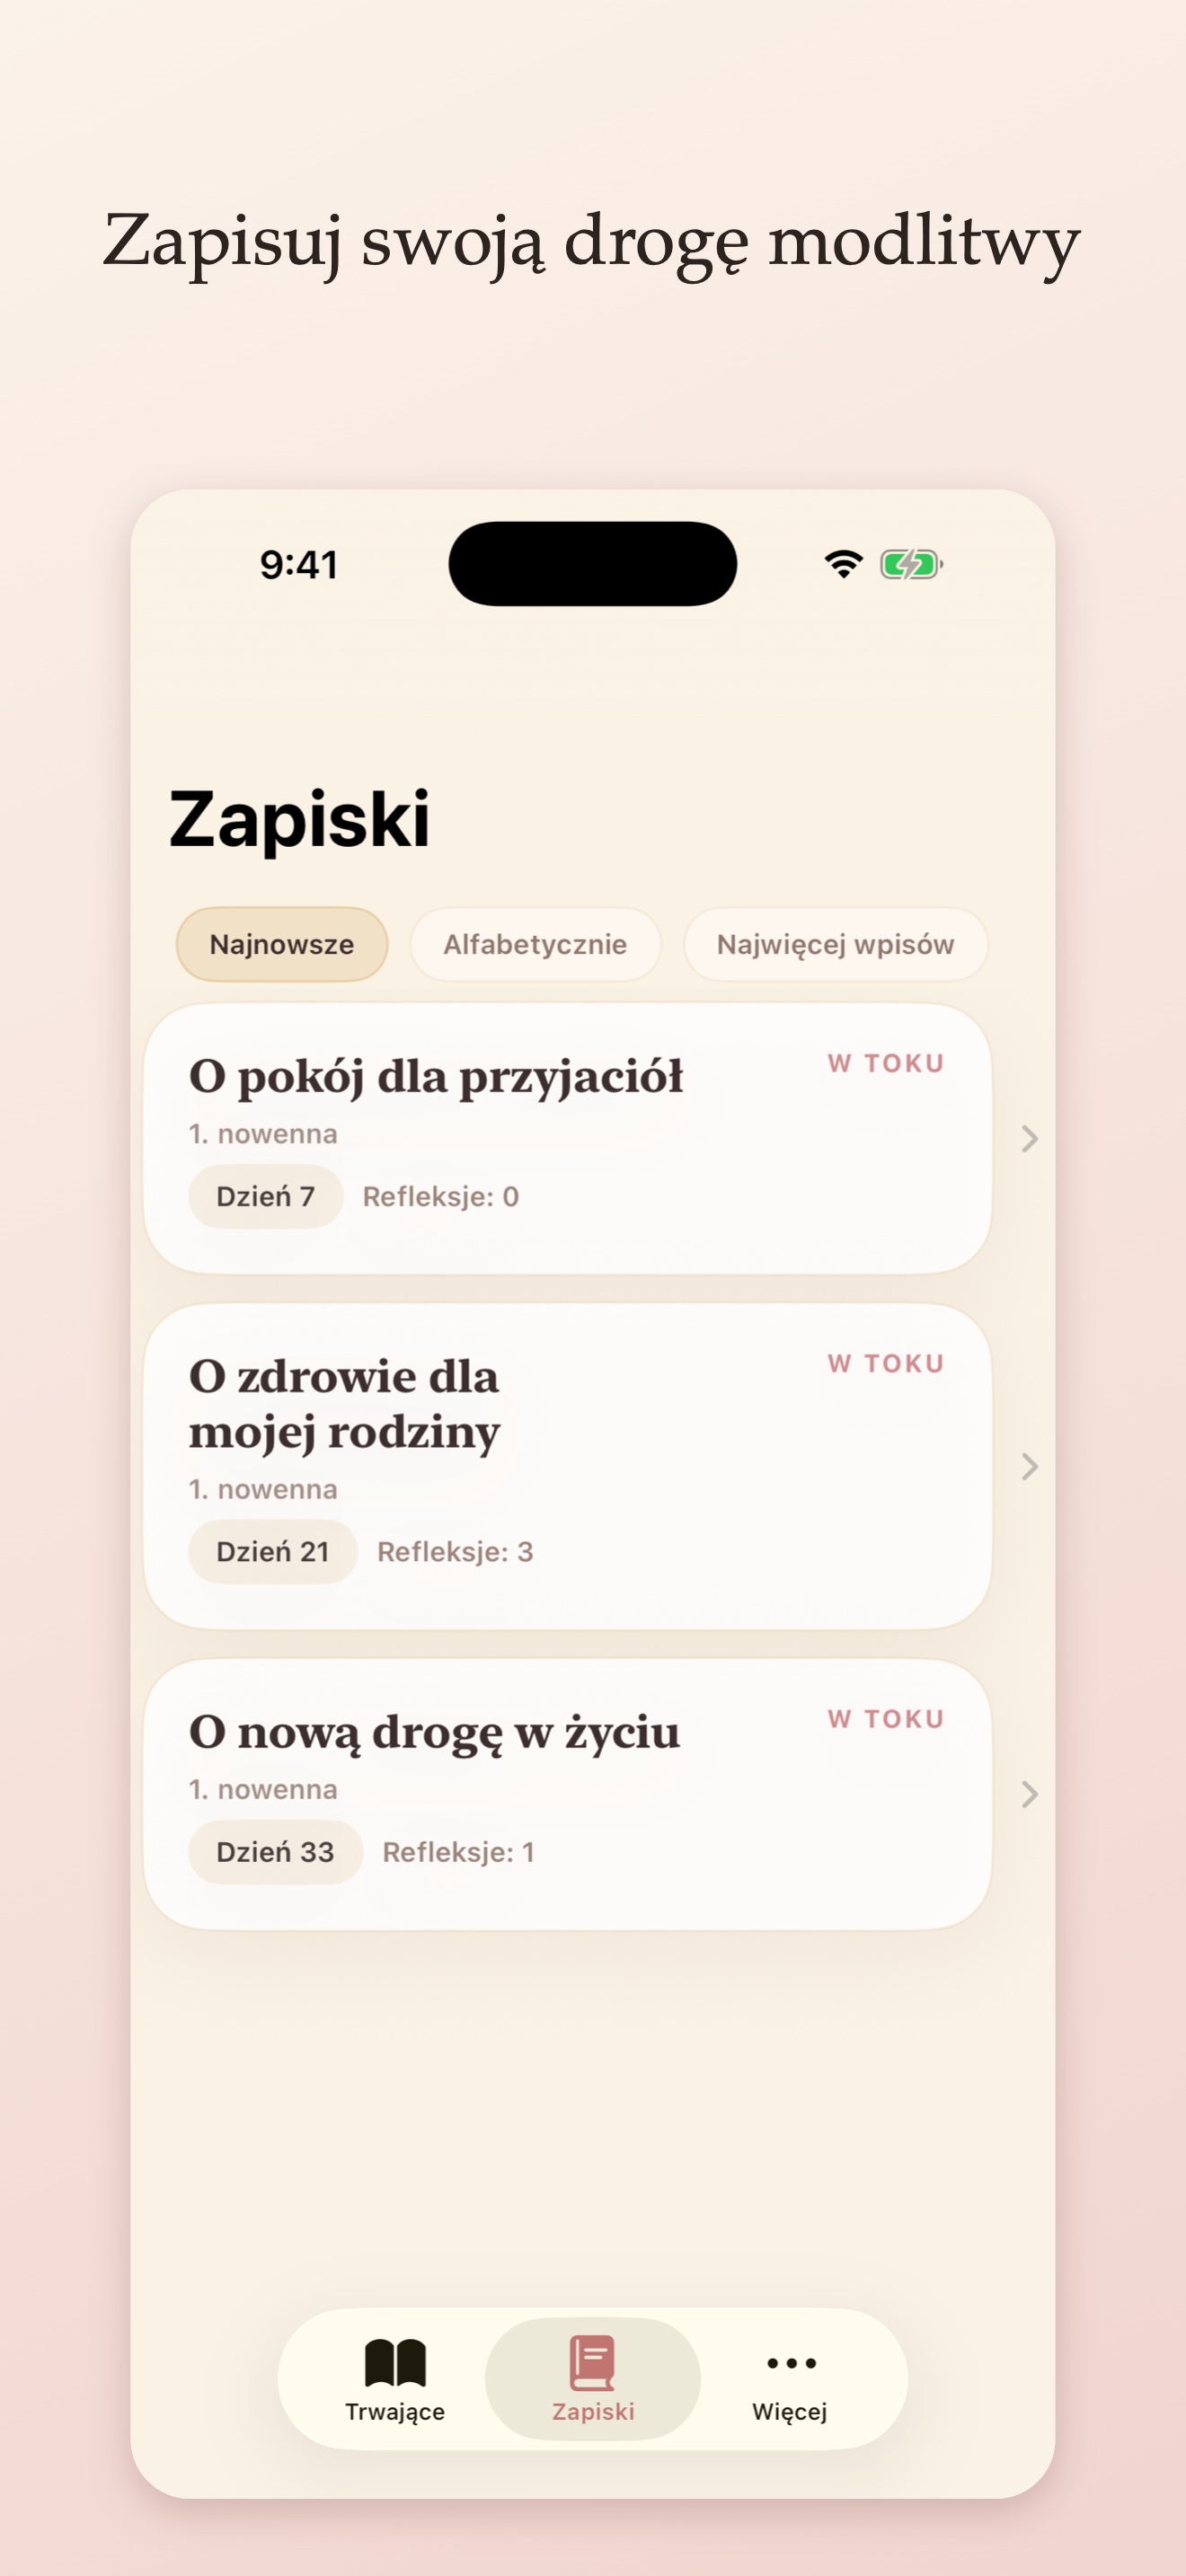 Zapisuj swoją drogę modlitwy
9:41
Zapiski
Najnowsze
Alfabetycznie
Najwięcej wpisów
O pokój dla przyjaciół
W TOKU
1. nowenna
Dzień 7
Refleksje: 0
O zdrowie dla
mojej rodziny
W TOKU
1. nowenna
Dzień 21
Refleksje: 3
O nową drogę w życiu
W TOKU
1. nowenna
Dzień 33
Refleksje: 1
Trwające
Zapiski
Więcej